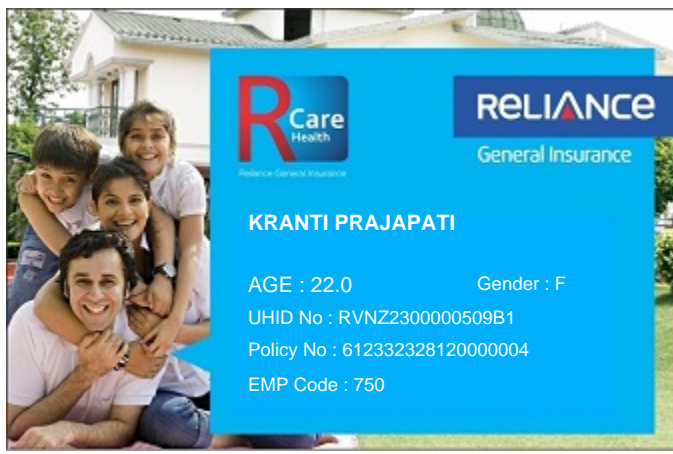 R Care
Health
Reliance General Insurance
RELIANCE
General Insurance
KRANTI PRAJAPATI
AGE : 22.0
Gender : F
UHID No : RVNZ2300000509B1
Policy No : 612332328120000004
EMP Code : 750